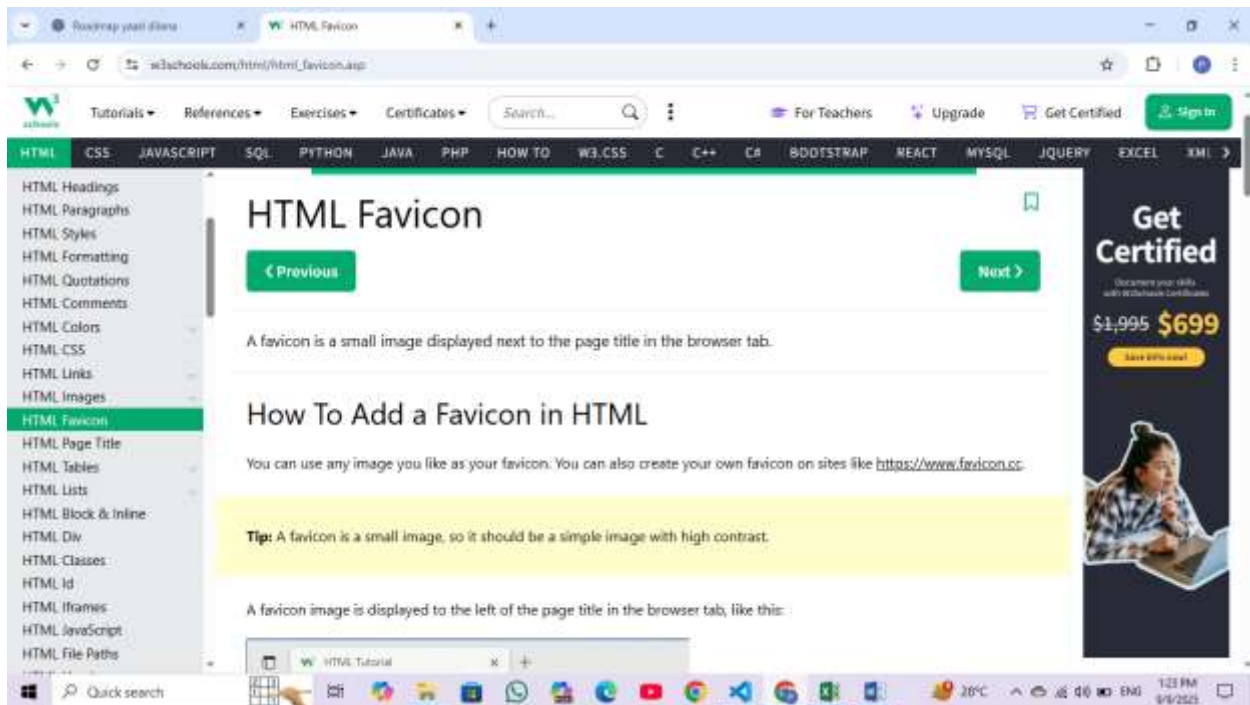 HTML Favicon
w3schools.com/html/html_favicon.asp
Tutorials
References
Exercises
Certificates
Search...
For Teachers
Upgrade
Get Certified
Sign In
HTML CSS JAVASCRIPT SQL PYTHON JAVA PHP HOW TO W3.CSS C C++ C# BOOTSTRAP REACT MYSQL JQUERY EXCEL XML
HTML Headings
HTML Paragraphs
HTML Styles
HTML Formatting
HTML Quotations
HTML Comments
HTML Colors
HTML CSS
HTML Links
HTML Images
HTML Favicon
HTML Page Title
HTML Tables
HTML Lists
HTML Block & Inline
HTML Div
HTML Classes
HTML Id
HTML Iframes
HTML JavaScript
HTML File Paths
HTML Favicon
❮ Previous
Next ❯
A favicon is a small image displayed next to the page title in the browser tab.
How To Add a Favicon in HTML
You can use any image you like as your favicon. You can also create your own favicon on sites like https://www.favicon.cc.
Tip: A favicon is a small image, so it should be a simple image with high contrast.
A favicon image is displayed to the left of the page title in the browser tab, like this:
HTML Tutorial
Get
Certified
Document your skills
$1,995 $699
Quick search
28°C
ENG
1:23 PM